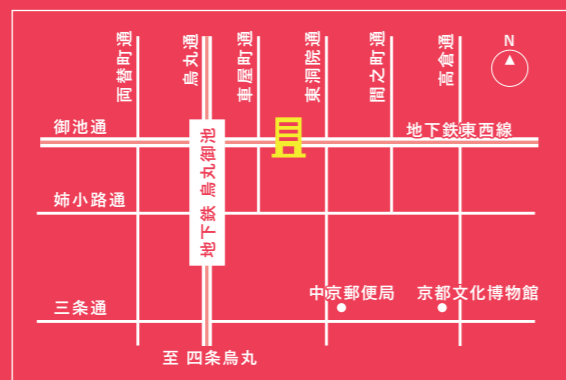 両替町通
烏丸通
車屋町通
東洞院通
間之町通
高倉通
N
御池通
地下鉄東西線
地下鉄 烏丸御池
姉小路通
中京郵便局
京都文化博物館
三条通
至 四条烏丸